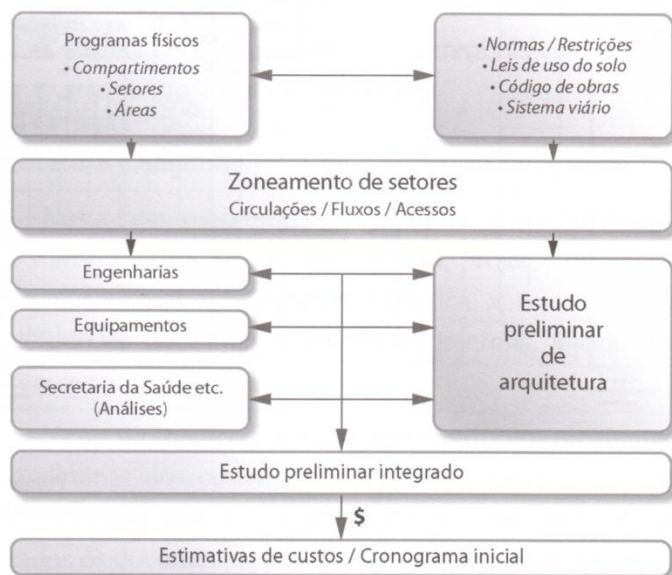 Programas físicos
• Compartimentos
• Setores
• Áreas
• Normas / Restrições
• Leis de uso do solo
• Código de obras
• Sistema viário
Zoneamento de setores
Circulações / Fluxos / Acessos
Engenharias
Equipamentos
Secretaria da Saúde etc.
(Análises)
Estudo
preliminar
de
arquitetura
Estudo preliminar integrado
$
Estimativas de custos / Cronograma inicial